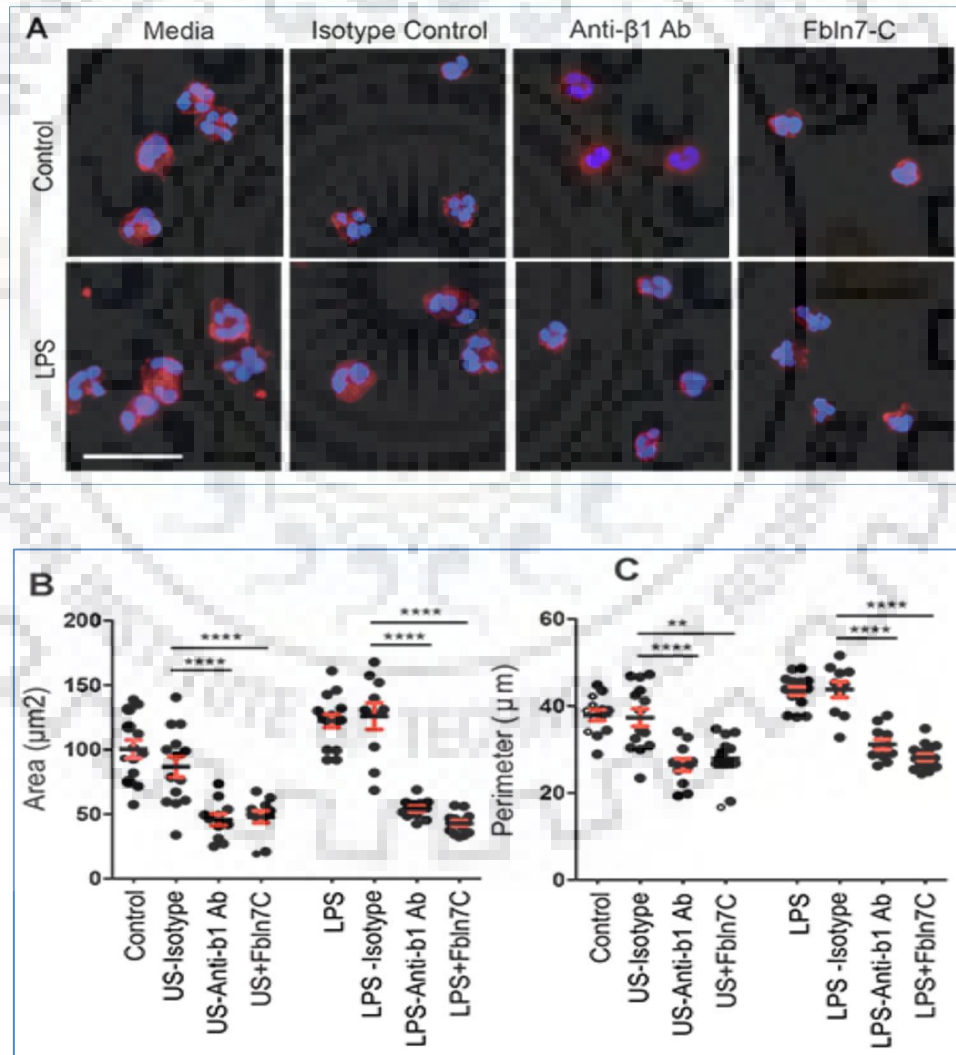 A
Media
Isotype Control
Anti-β1 Ab
Fbln7-C
Control
LPS
B
200
150
100
50
0
Area (μm2)
****
****
****
****
Control
US-Isotype
US-Anti-b1 Ab
US+Fbln7C
LPS
LPS -Isotype
LPS-Anti-b1 Ab
LPS+Fbln7C
C
60
40
20
0
Perimeter (μm)
**
****
****
****
Control
US-Isotype
US-Anti-b1 Ab
US+Fbln7C
LPS
LPS -Isotype
LPS-Anti-b1 Ab
LPS+Fbln7C